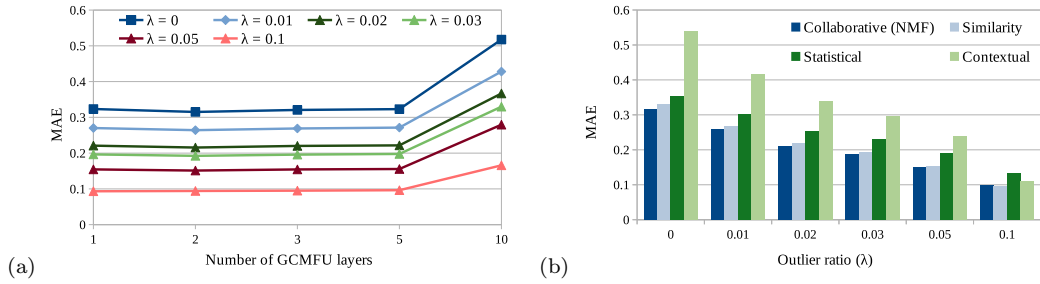 0.6
0.5
0.4
0.3
0.2
0.1
0
MAE
λ = 0
λ = 0.01
λ = 0.02
λ = 0.03
λ = 0.05
λ = 0.1
1
2
3
5
10
Number of GCMFU layers
(a)
0.6
0.5
0.4
0.3
0.2
0.1
0
MAE
Collaborative (NMF)
Similarity
Statistical
Contextual
0
0.01
0.02
0.03
0.05
0.1
Outlier ratio (λ)
(b)